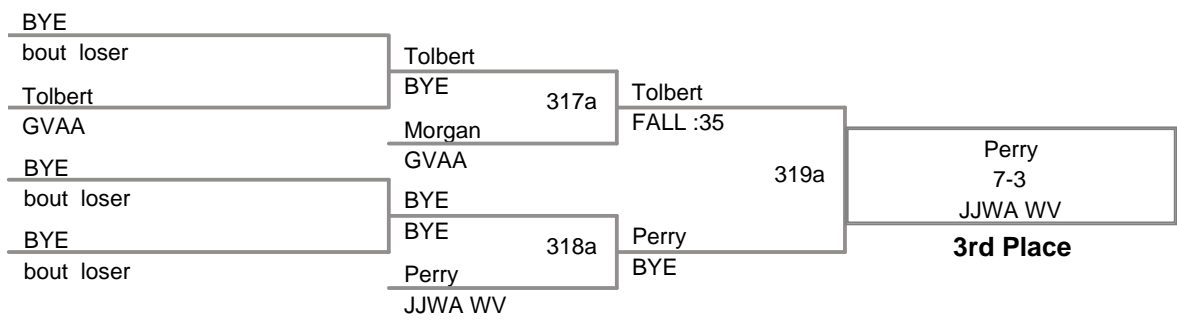 BYE
bout loser
Tolbert
GVAA
BYE
bout loser
BYE
bout loser
Tolbert
BYE
317a
Morgan
GVAA
BYE
BYE
318a
Perry
JJWA WV
Tolbert
FALL :35
319a
Perry
BYE
Perry
7-3
JJWA WV
3rd Place